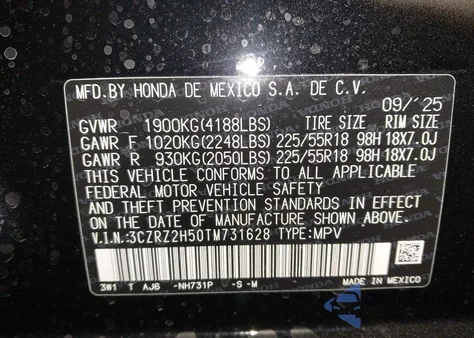 MFD.BY HONDA DE MEXICO S.A. DE C.V.
09/'25
GVWR 1900KG(4188LBS) TIRE SIZE RIM SIZE
GAWR F 1020KG(2248LBS) 225/55R18 98H 18X7.0J
GAWR R 930KG(2050LBS) 225/55R18 98H 18X7.0J
THIS VEHICLE CONFORMS TO ALL APPLICABLE
FEDERAL MOTOR VEHICLE SAFETY
AND THEFT PREVENTION STANDARDS IN EFFECT
ON THE DATE OF MANUFACTURE SHOWN ABOVE.
V.I.N.:3CZRZ2H50TM731628 TYPE:MPV
3W1 T AJ6 -NH731P -S-M MADE IN MEXICO